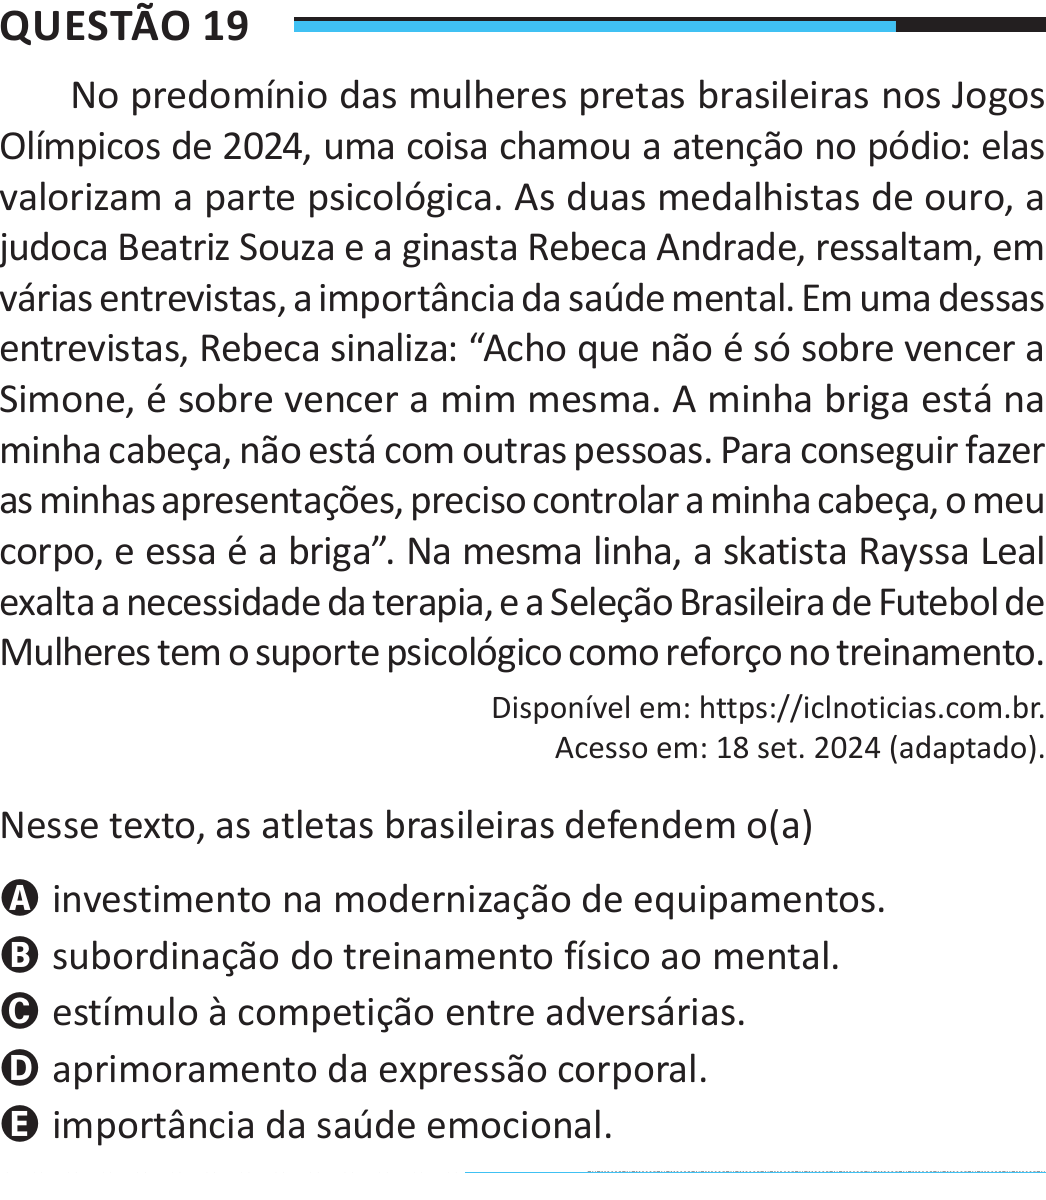 QUESTÃO 19
No predomínio das mulheres pretas brasileiras nos Jogos
Olímpicos de 2024, uma coisa chamou a atenção no pódio: elas
valorizam a parte psicológica. As duas medalhistas de ouro, a
judoca Beatriz Souza e a ginasta Rebeca Andrade, ressaltam, em
várias entrevistas, a importância da saúde mental. Em uma dessas
entrevistas, Rebeca sinaliza: “Acho que não é só sobre vencer a
Simone, é sobre vencer a mim mesma. A minha briga está na
minha cabeça, não está com outras pessoas. Para conseguir fazer
as minhas apresentações, preciso controlar a minha cabeça, o meu
corpo, e essa é a briga”. Na mesma linha, a skatista Rayssa Leal
exalta a necessidade da terapia, e a Seleção Brasileira de Futebol de
Mulheres tem o suporte psicológico como reforço no treinamento.
Disponível em: https://iclnoticias.com.br.
Acesso em: 18 set. 2024 (adaptado).
Nesse texto, as atletas brasileiras defendem o(a)
A investimento na modernização de equipamentos.
B subordinação do treinamento físico ao mental.
C estímulo à competição entre adversárias.
D aprimoramento da expressão corporal.
E importância da saúde emocional.